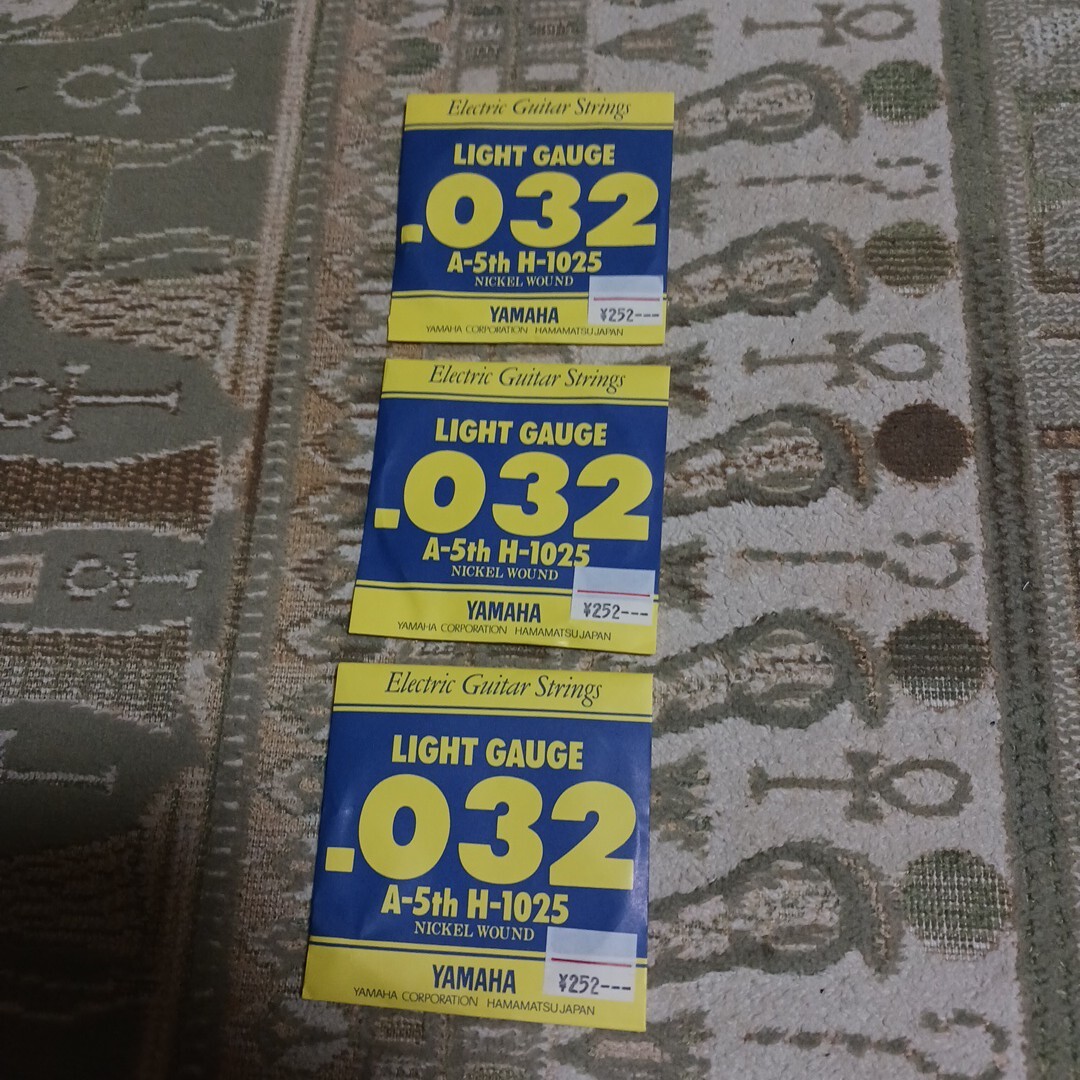 Electric Guitar Strings
LIGHT GAUGE
.032
A-5th H-1025
NICKEL WOUND
YAMAHA
¥252---
YAMAHA CORPORATION HAMAMATSU JAPAN
Electric Guitar Strings
LIGHT GAUGE
.032
A-5th H-1025
NICKEL WOUND
YAMAHA
¥252---
YAMAHA CORPORATION HAMAMATSU JAPAN
Electric Guitar Strings
LIGHT GAUGE
.032
A-5th H-1025
NICKEL WOUND
YAMAHA
¥252---
YAMAHA CORPORATION HAMAMATSU JAPAN